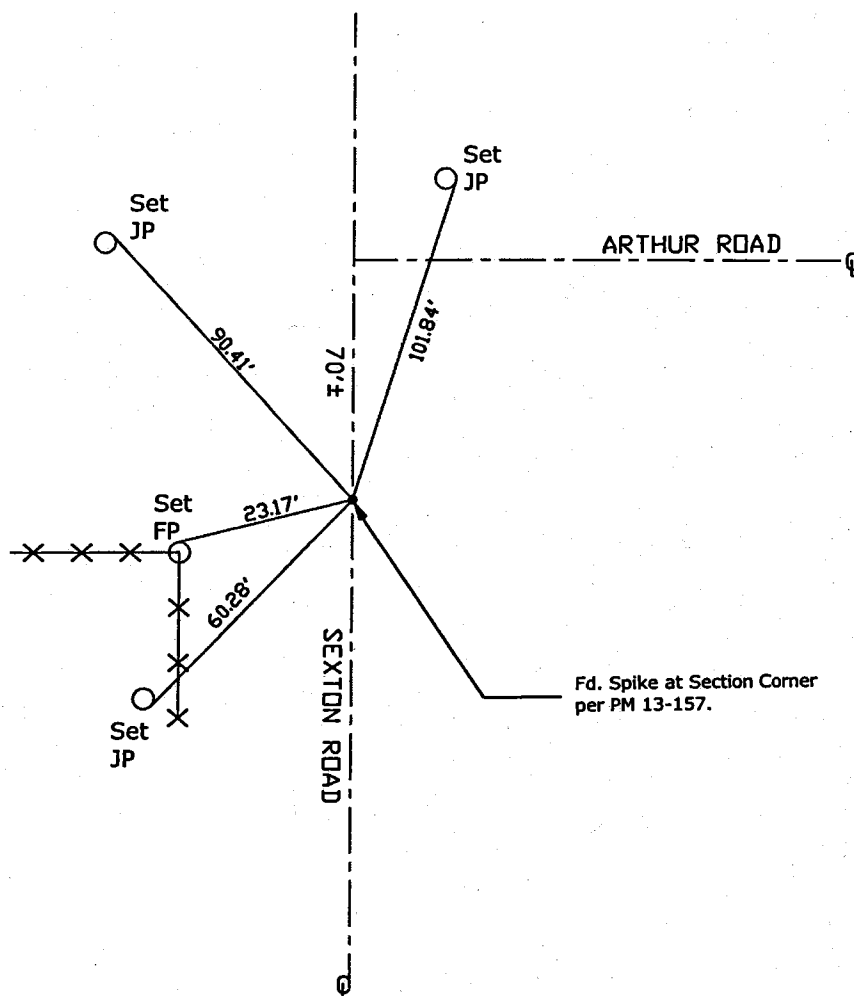 Set
JP
Set
JP
ARTHUR ROAD
℄
90.41'
70'±
101.84'
Set
FP
23.17'
60.28'
SEXTON ROAD
Fd. Spike at Section Corner
per PM 13-157.
Set
JP
℄